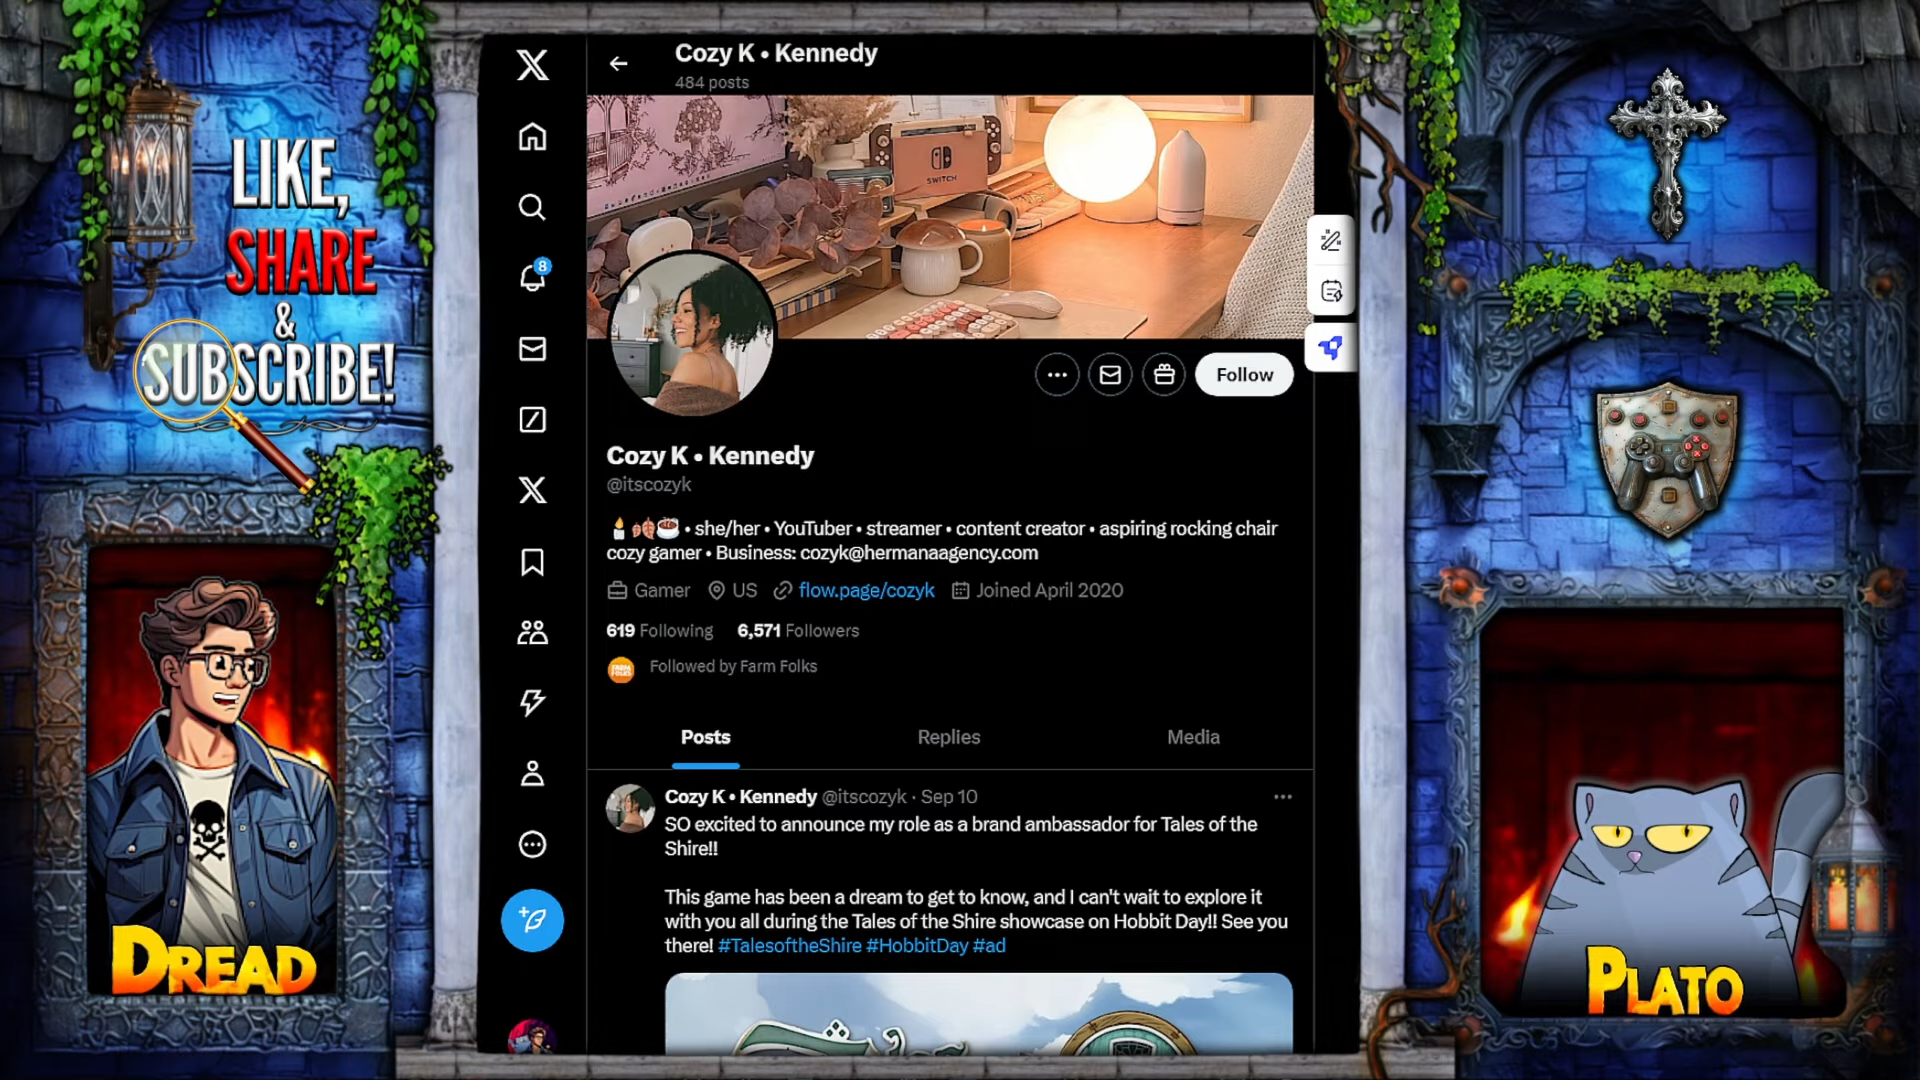 LIKE,
SHARE
&
SUBSCRIBE!
DREAD
Cozy K • Kennedy
484 posts
SWITCH
8
Follow
Cozy K • Kennedy
@itscozyk
🕯️🍂☕ • she/her • YouTuber • streamer • content creator • aspiring rocking chair
cozy gamer • Business: cozyk@hermanaagency.com
Gamer US flow.page/cozyk Joined April 2020
619 Following 6,571 Followers
FARM FOLKS
Followed by Farm Folks
Posts Replies Media
Cozy K • Kennedy @itscozyk · Sep 10
SO excited to announce my role as a brand ambassador for Tales of the
Shire!!
This game has been a dream to get to know, and I can't wait to explore it
with you all during the Tales of the Shire showcase on Hobbit Day!! See you
there! #TalesoftheShire #HobbitDay #ad
PLATO